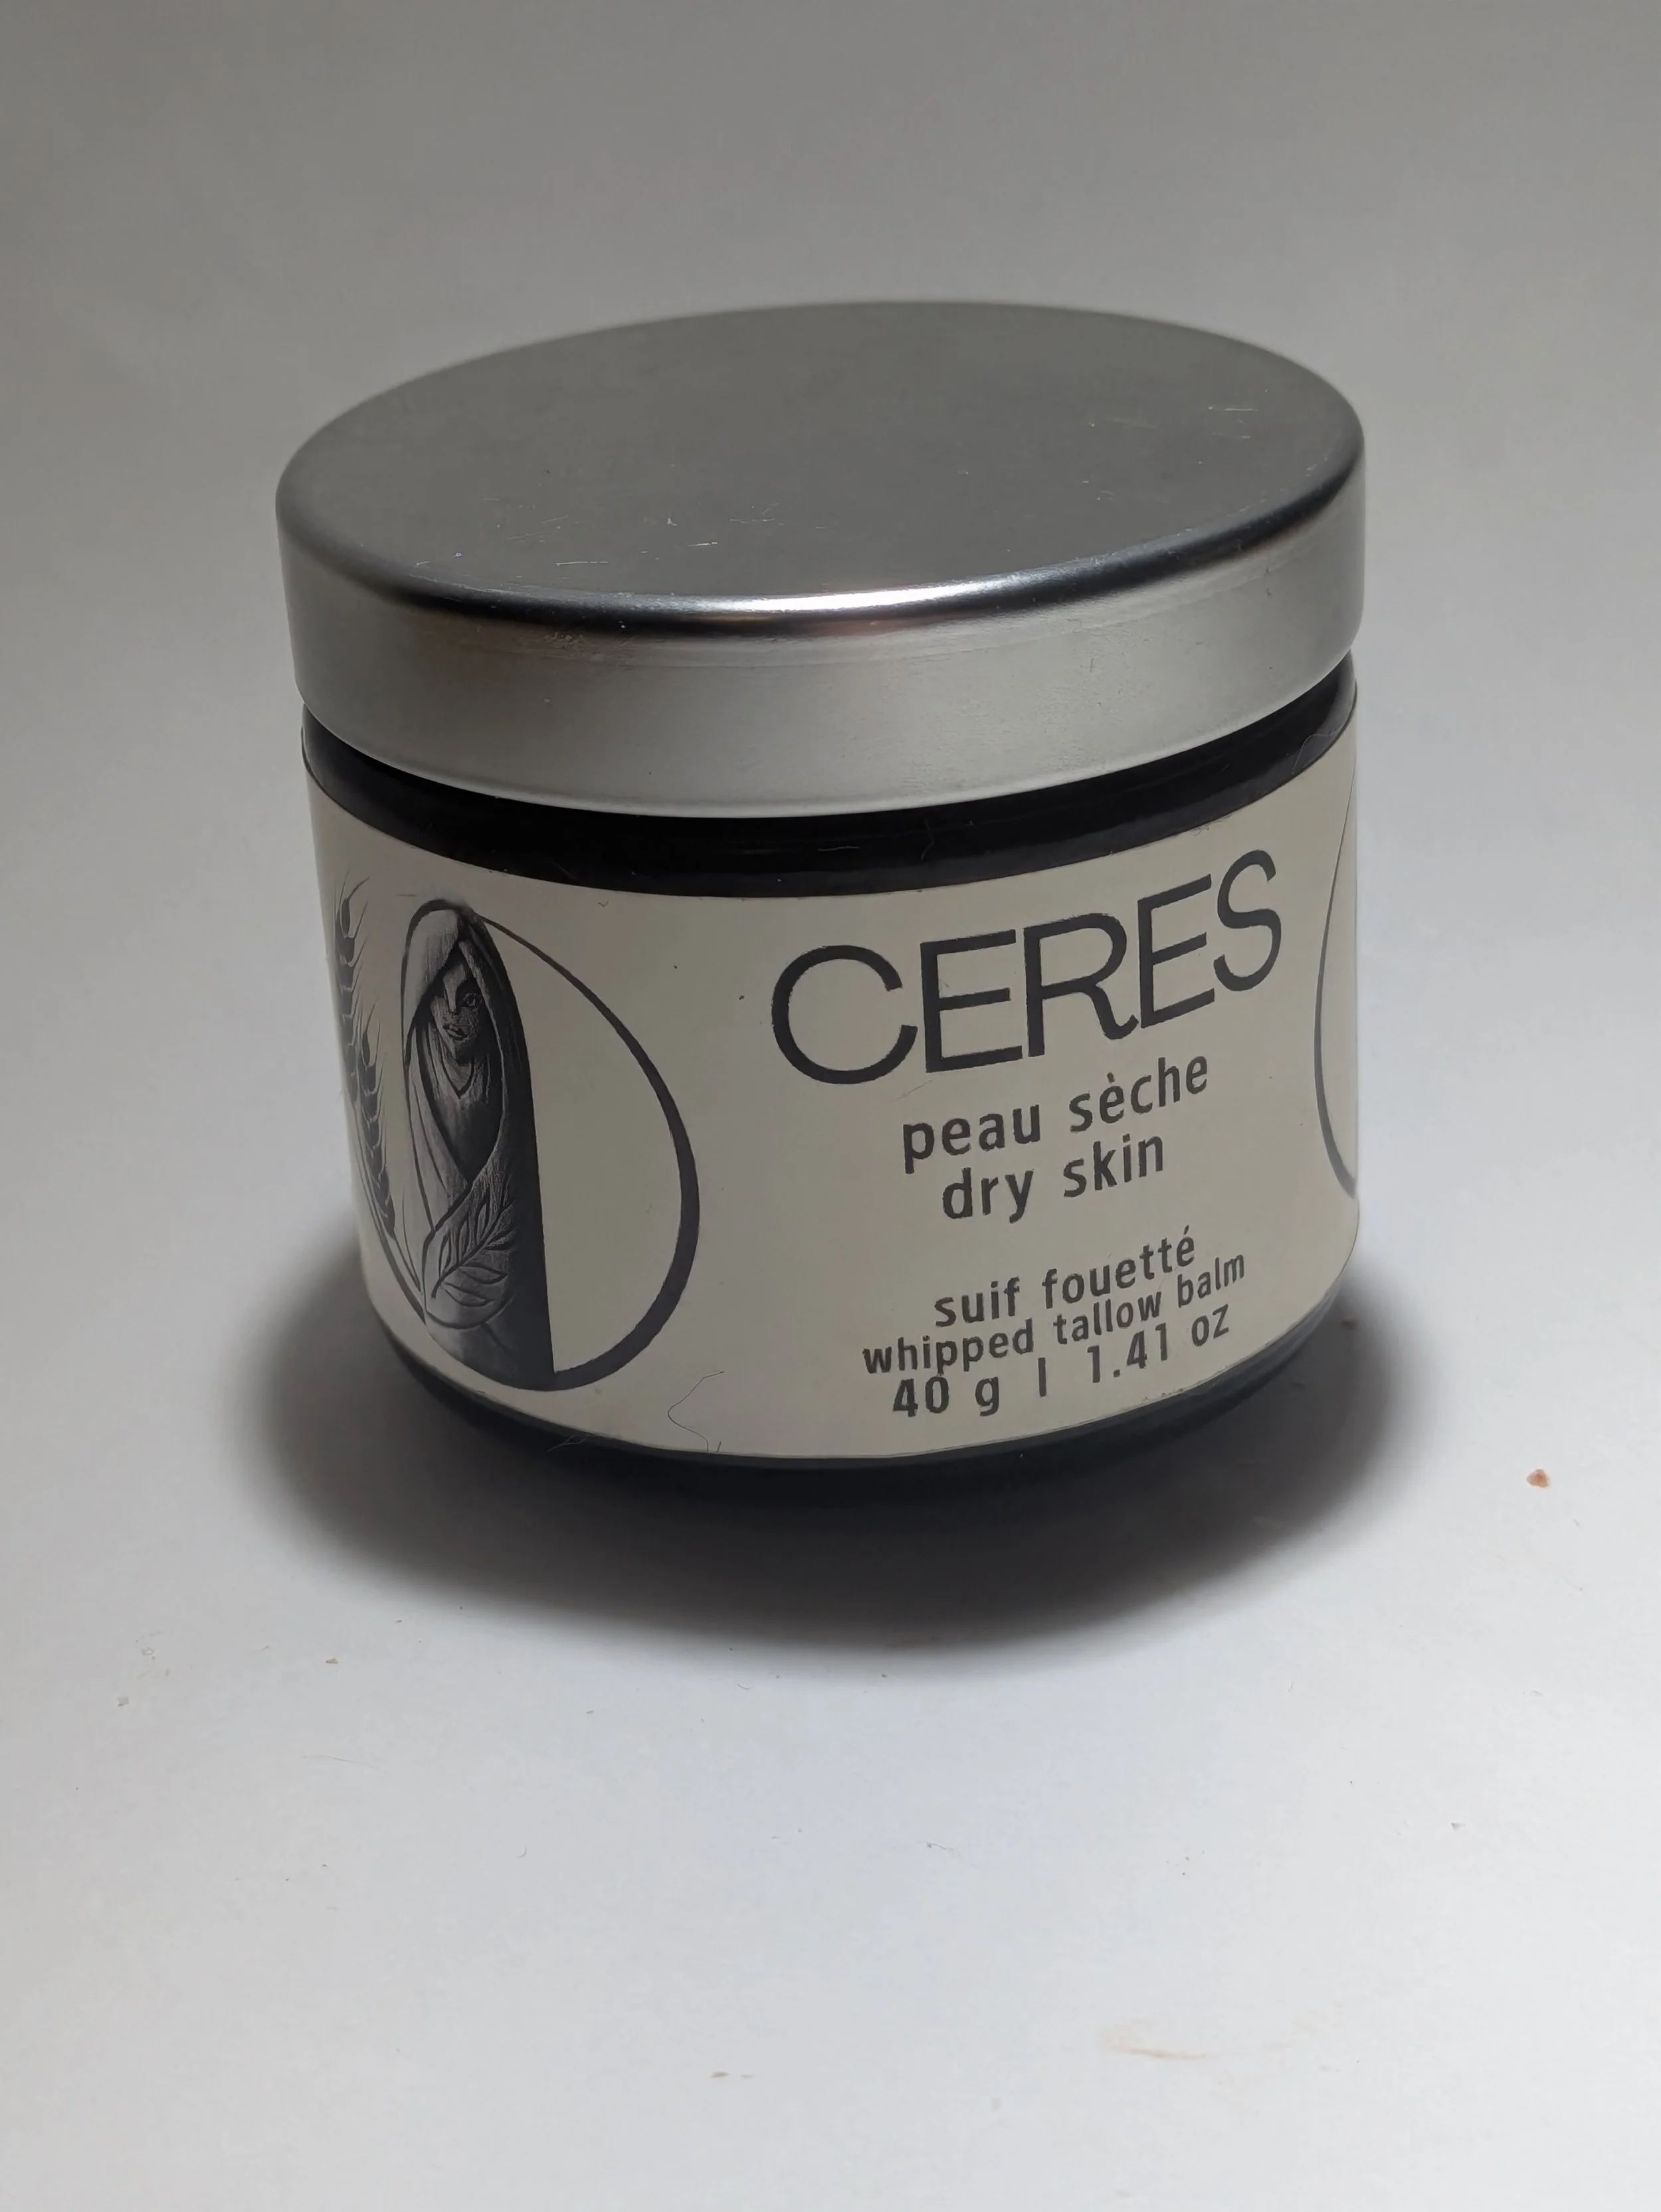 CERES
peau sèche
dry skin
suif fouetté
whipped tallow balm
40 g | 1.41 oz